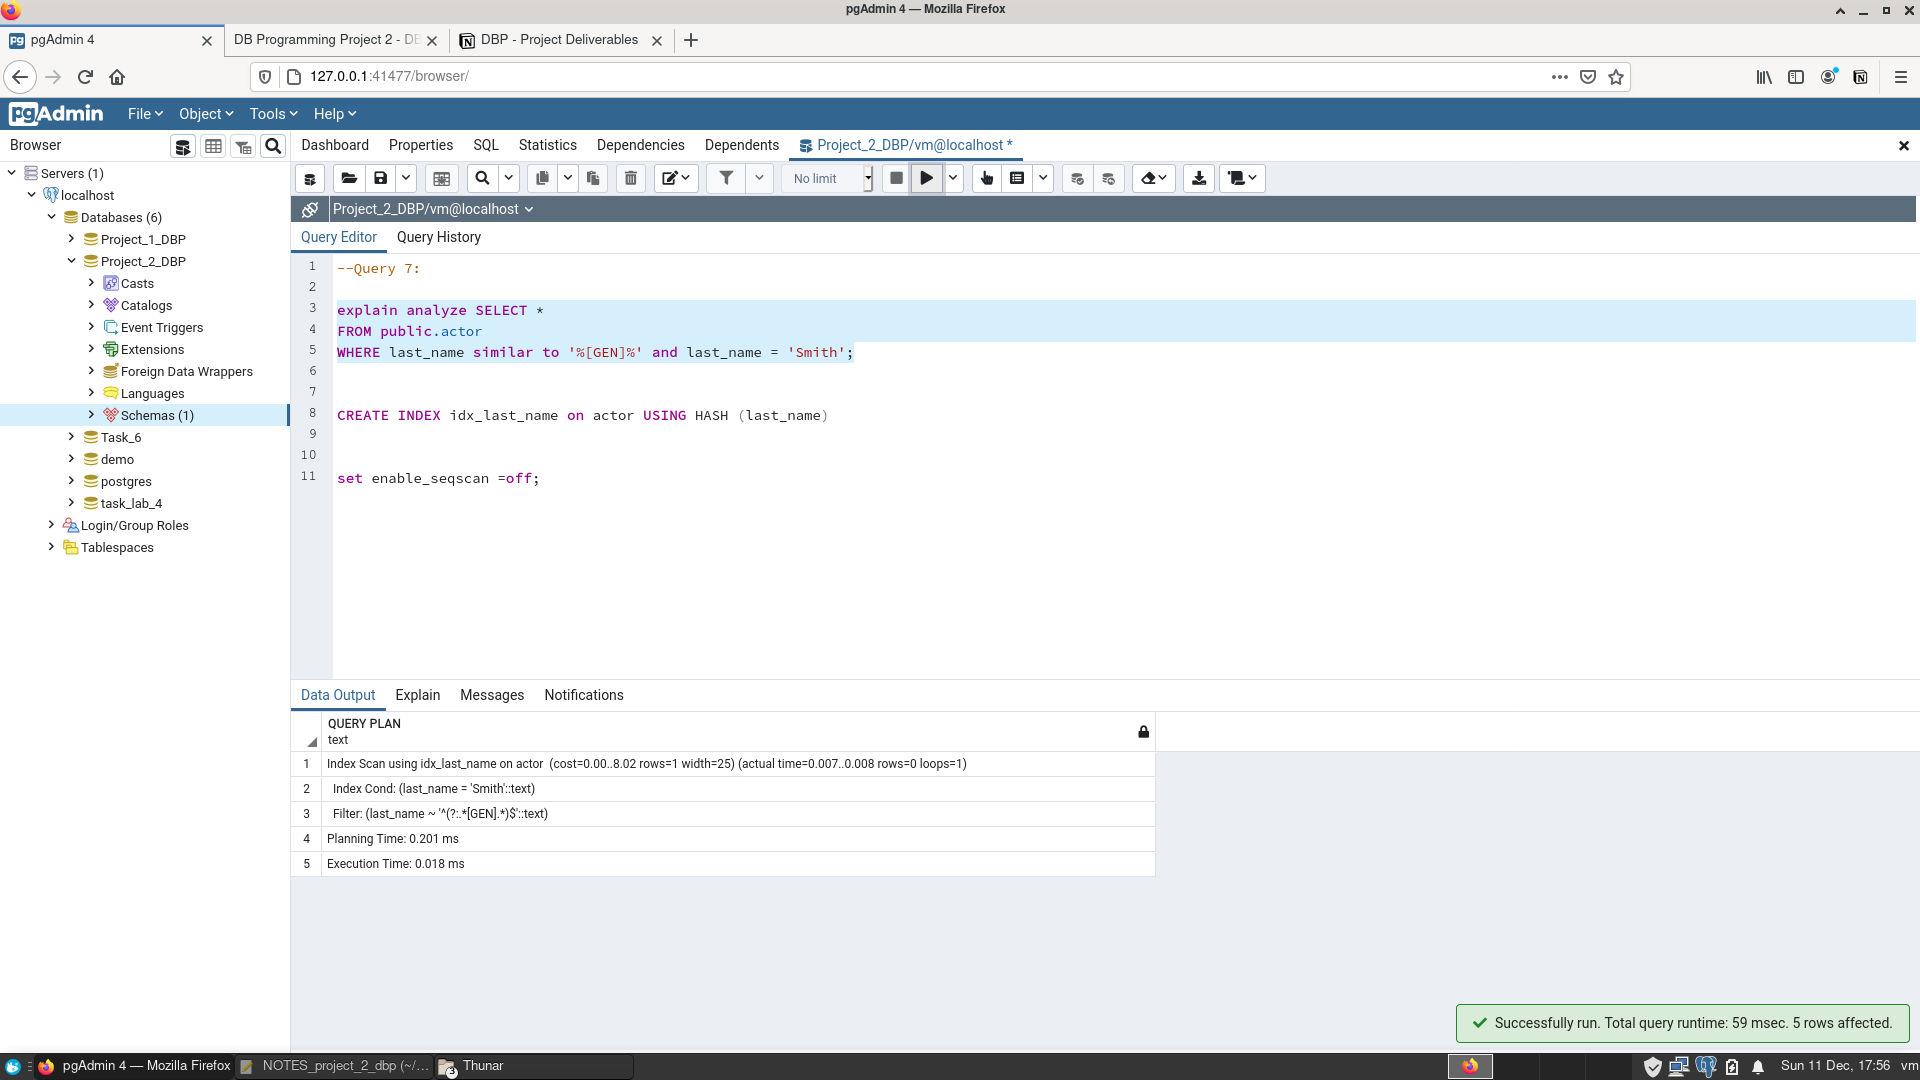 pgAdmin 4 — Mozilla Firefox
pgAdmin 4
DB Programming Project 2 - DB
DBP - Project Deliverables
127.0.0.1:41477/browser/
pgAdmin
File
Object
Tools
Help
Browser
Dashboard
Properties
SQL
Statistics
Dependencies
Dependents
Project_2_DBP/vm@localhost *
Servers (1)
localhost
Databases (6)
Project_1_DBP
Project_2_DBP
Casts
Catalogs
Event Triggers
Extensions
Foreign Data Wrappers
Languages
Schemas (1)
Task_6
demo
postgres
task_lab_4
Login/Group Roles
Tablespaces
No limit
Project_2_DBP/vm@localhost
Query Editor
Query History
1 --Query 7:
2
3 explain analyze SELECT *
4 FROM public.actor
5 WHERE last_name similar to '%[GEN]%' and last_name = 'Smith';
6
7
8 CREATE INDEX idx_last_name on actor USING HASH (last_name)
9
10
11 set enable_seqscan =off;
Data Output
Explain
Messages
Notifications
QUERY PLAN
text
1 Index Scan using idx_last_name on actor (cost=0.00..8.02 rows=1 width=25) (actual time=0.007..0.008 rows=0 loops=1)
2 Index Cond: (last_name = 'Smith'::text)
3 Filter: (last_name ~ '^(?:.*[GEN].*)$'::text)
4 Planning Time: 0.201 ms
5 Execution Time: 0.018 ms
Successfully run. Total query runtime: 59 msec. 5 rows affected.
pgAdmin 4 — Mozilla Firefox
NOTES_project_2_dbp (~/...
3
Thunar
Sun 11 Dec, 17:56
vm